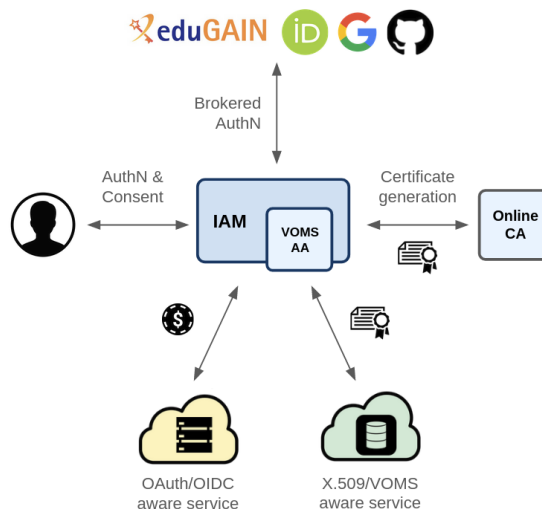 eduGAIN iD G
Brokered
AuthN
AuthN &
Consent
Certificate
generation
IAM
VOMS
AA
Online
CA
$
OAuth/OIDC
aware service
X.509/VOMS
aware service